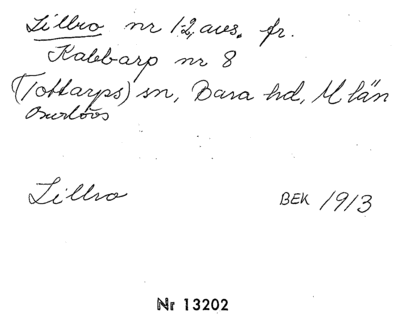 Lillro nr 1-2, avs. fr.
Kabbarp nr 8
(Tottarps) sn, Bara hd, M län
Burlövs
Lillro BEK 1913
Nr 13202